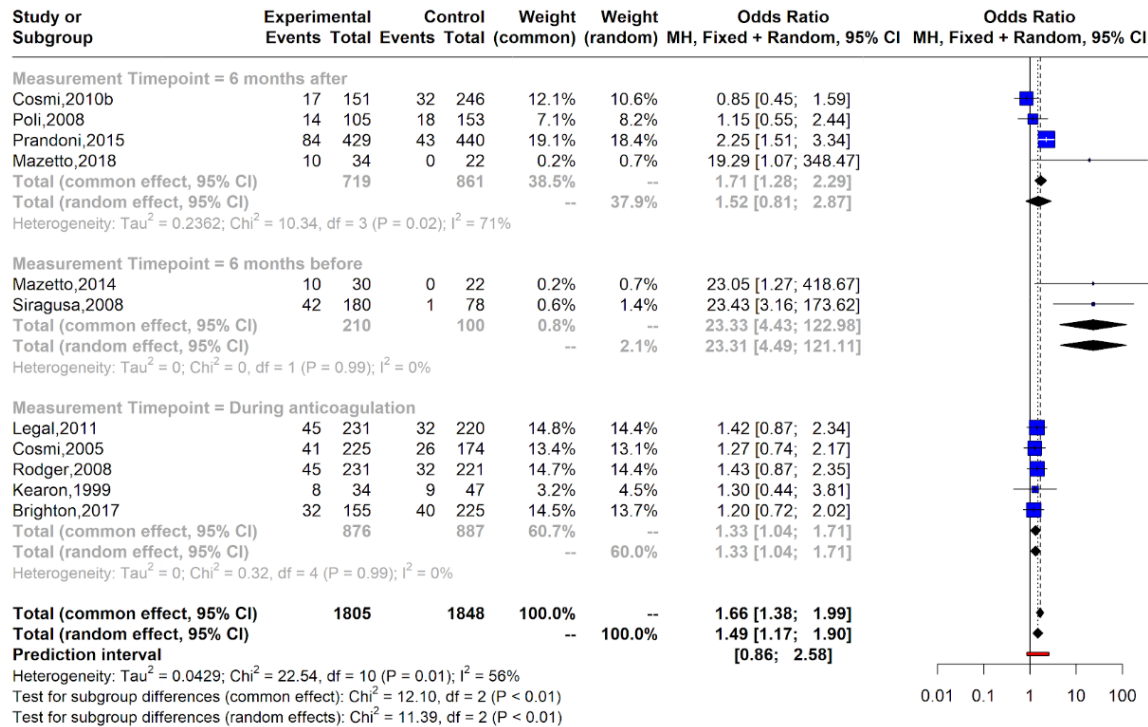 Study or Experimental Control Weight Weight Odds Ratio Odds Ratio
Subgroup Events Total Events Total (common) (random) MH, Fixed + Random, 95% CI MH, Fixed + Random, 95% CI
Measurement Timepoint = 6 months after
Cosmi,2010b 17 151 32 246 12.1% 10.6% 0.85 [0.45; 1.59]
Poli,2008 14 105 18 153 7.1% 8.2% 1.15 [0.55; 2.44]
Prandoni,2015 84 429 43 440 19.1% 18.4% 2.25 [1.51; 3.34]
Mazetto,2018 10 34 0 22 0.2% 0.7% 19.29 [1.07; 348.47]
Total (common effect, 95% CI) 719 861 38.5% -- 1.71 [1.28; 2.29]
Total (random effect, 95% CI) -- 37.9% 1.52 [0.81; 2.87]
Heterogeneity: Tau² = 0.2362; Chi² = 10.34, df = 3 (P = 0.02); I² = 71%
Measurement Timepoint = 6 months before
Mazetto,2014 10 30 0 22 0.2% 0.7% 23.05 [1.27; 418.67]
Siragusa,2008 42 180 1 78 0.6% 1.4% 23.43 [3.16; 173.62]
Total (common effect, 95% CI) 210 100 0.8% -- 23.33 [4.43; 122.98]
Total (random effect, 95% CI) -- 2.1% 23.31 [4.49; 121.11]
Heterogeneity: Tau² = 0; Chi² = 0, df = 1 (P = 0.99); I² = 0%
Measurement Timepoint = During anticoagulation
Legal,2011 45 231 32 220 14.8% 14.4% 1.42 [0.87; 2.34]
Cosmi,2005 41 225 26 174 13.4% 13.1% 1.27 [0.74; 2.17]
Rodger,2008 45 231 32 221 14.7% 14.4% 1.43 [0.87; 2.35]
Kearon,1999 8 34 9 47 3.2% 4.5% 1.30 [0.44; 3.81]
Brighton,2017 32 155 40 225 14.5% 13.7% 1.20 [0.72; 2.02]
Total (common effect, 95% CI) 876 887 60.7% -- 1.33 [1.04; 1.71]
Total (random effect, 95% CI) -- 60.0% 1.33 [1.04; 1.71]
Heterogeneity: Tau² = 0; Chi² = 0.32, df = 4 (P = 0.99); I² = 0%
Total (common effect, 95% CI) 1805 1848 100.0% -- 1.66 [1.38; 1.99]
Total (random effect, 95% CI) -- 100.0% 1.49 [1.17; 1.90]
Prediction interval [0.86; 2.58]
Heterogeneity: Tau² = 0.0429; Chi² = 22.54, df = 10 (P = 0.01); I² = 56%
Test for subgroup differences (common effect): Chi² = 12.10, df = 2 (P < 0.01)
Test for subgroup differences (random effects): Chi² = 11.39, df = 2 (P < 0.01)
0.01 0.1 1 10 100